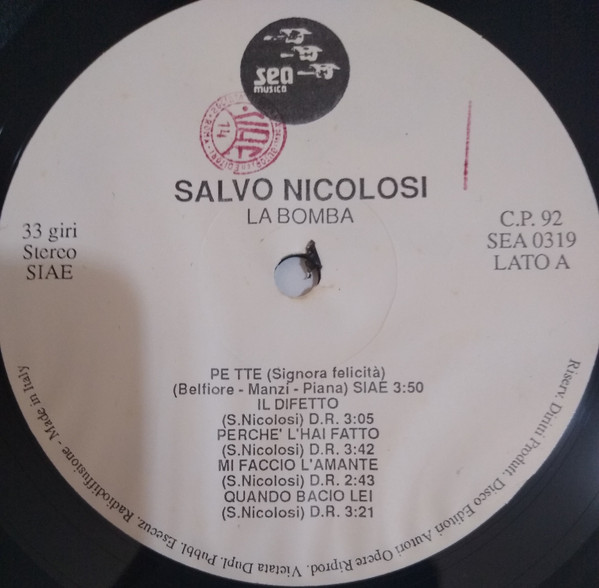 sea
musica
SALVO NICOLOSI
LA BOMBA
33 giri
Stereo
SIAE
C.P. 92
SEA 0319
LATO A
PE TTE (Signora felicità)
(Belfiore - Manzi - Piana) SIAE 3:50
IL DIFETTO
(S.Nicolosi) D.R. 3:05
PERCHE' L'HAI FATTO
(S.Nicolosi) D.R. 3:42
MI FACCIO L'AMANTE
(S.Nicolosi) D.R. 2:43
QUANDO BACIO LEI
(S.Nicolosi) D.R. 3:21
Riserv. Diritti Produt. Disco Editori Autori Opere Riprod. Vietata Dupl. Pubbl. Esecuz. Radiodiffusione - Made in Italy